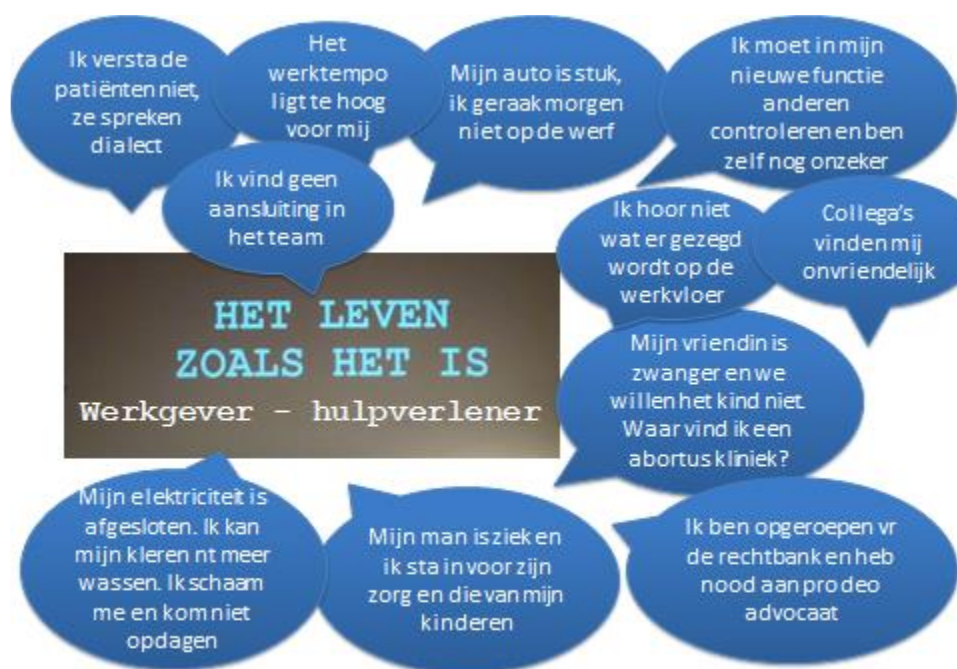 Ik versta de
patiënten niet,
ze spreken
dialect
Het
werktempo
ligt te hoog
voor mij
Mijn auto is stuk,
ik geraak morgen
niet op de werf
Ik moet in mijn
nieuwe functie
anderen
controleren en ben
zelf nog onzeker
Ik vind geen
aansluiting in
het team
Ik hoor niet
wat er gezegd
wordt op de
werkvloer
Collega's
vinden mij
onvriendelijk
HET LEVEN
ZOALS HET IS
Werkgever - hulpverlener
Mijn vriendin is
zwanger en we
willen het kind niet.
Waar vind ik een
abortus kliniek?
Mijn elektriciteit is
afgesloten. Ik kan
mijn kleren nt meer
wassen. Ik schaam
me en kom niet
opdagen
Mijn man is ziek en
ik sta in voor zijn
zorg en die van mijn
kinderen
Ik ben opgeroepen vr
de rechtbank en heb
nood aan pro deo
advocaat